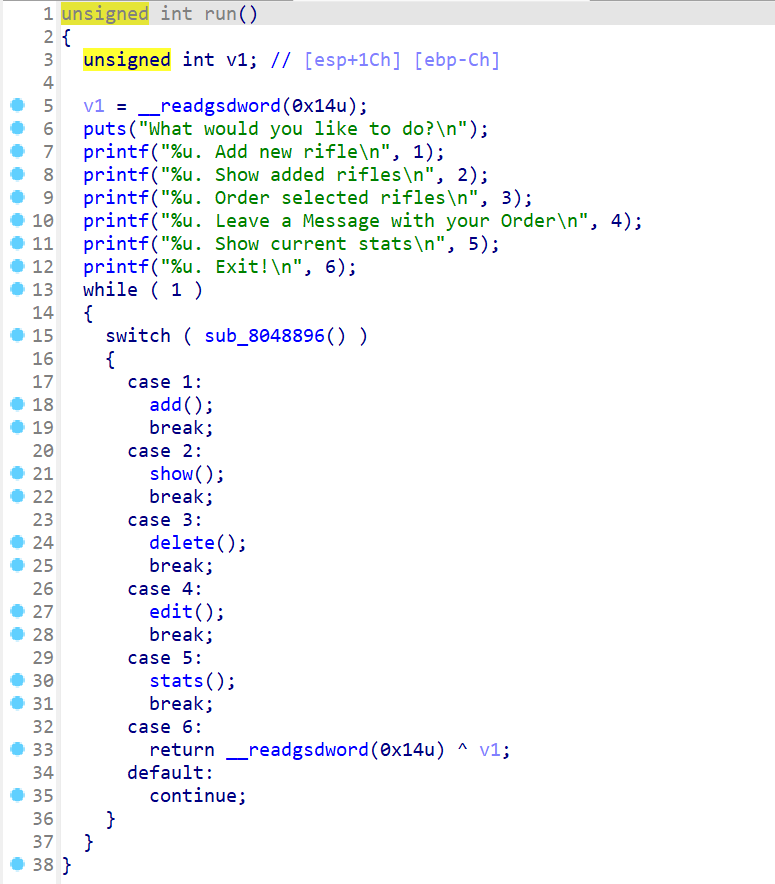 1 unsigned int run()
2 {
3   unsigned int v1; // [esp+1Ch] [ebp-Ch]
4
5   v1 = __readgsdword(0x14u);
6   puts("What would you like to do?\n");
7   printf("%u. Add new rifle\n", 1);
8   printf("%u. Show added rifles\n", 2);
9   printf("%u. Order selected rifles\n", 3);
10   printf("%u. Leave a Message with your Order\n", 4);
11   printf("%u. Show current stats\n", 5);
12   printf("%u. Exit!\n", 6);
13   while ( 1 )
14   {
15     switch ( sub_8048896() )
16     {
17       case 1:
18         add();
19         break;
20       case 2:
21         show();
22         break;
23       case 3:
24         delete();
25         break;
26       case 4:
27         edit();
28         break;
29       case 5:
30         stats();
31         break;
32       case 6:
33         return __readgsdword(0x14u) ^ v1;
34       default:
35         continue;
36     }
37   }
38 }